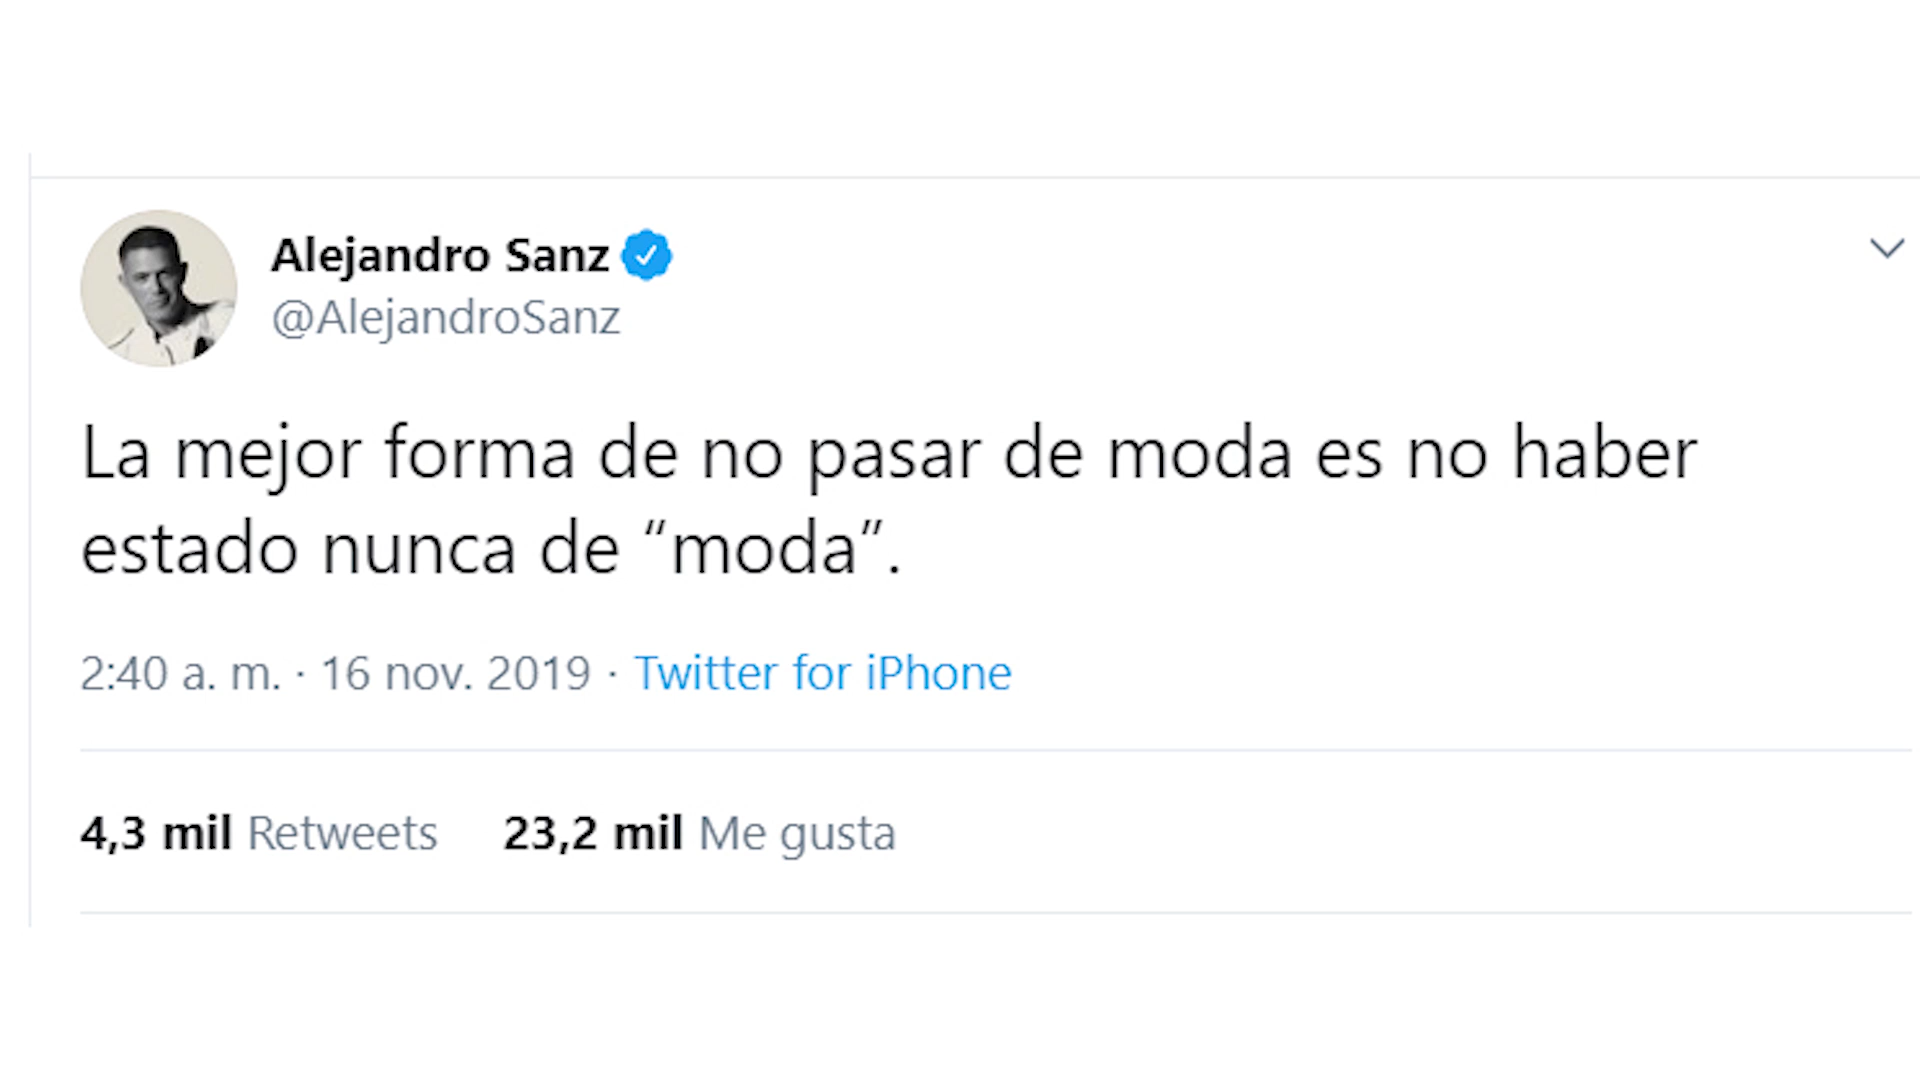 Alejandro Sanz
@AlejandroSanz
La mejor forma de no pasar de moda es no haber
estado nunca de “moda”.
2:40 a. m. · 16 nov. 2019 · Twitter for iPhone
4,3 mil Retweets 23,2 mil Me gusta